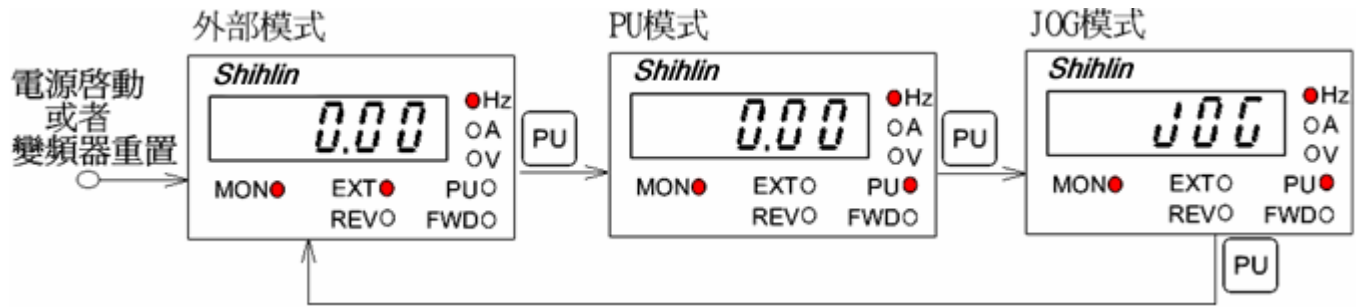 外部模式
PU模式
JOG模式
電源啓動
或者
變頻器重置
Shihlin
0.00
Hz
A
V
MON
EXT
PU
REV
FWD
PU
Shihlin
0.00
Hz
A
V
MON
EXT
PU
REV
FWD
PU
Shihlin
JOG
Hz
A
V
MON
EXT
PU
REV
FWD
PU